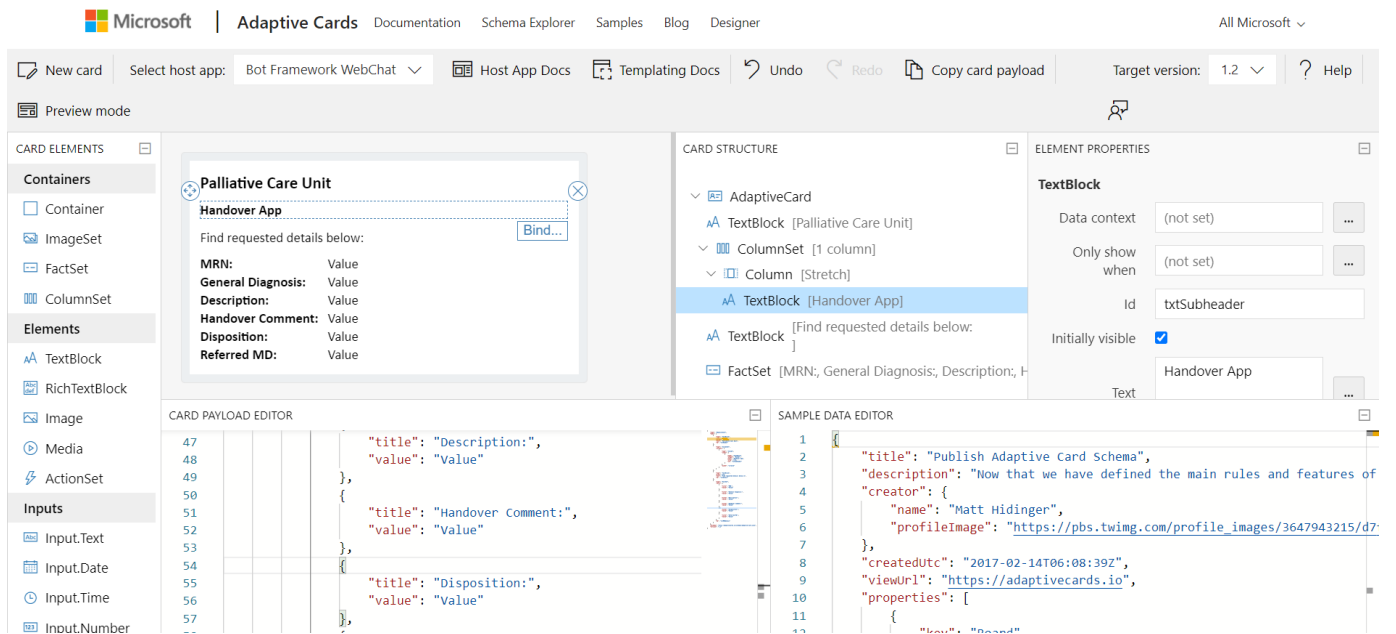 Microsoft Adaptive Cards Documentation Schema Explorer Samples Blog Designer All Microsoft
New card Select host app: Bot Framework WebChat Host App Docs Templating Docs Undo Redo Copy card payload Target version: 1.2 Help
Preview mode
CARD ELEMENTS
Containers
Container
ImageSet
FactSet
ColumnSet
Elements
TextBlock
RichTextBlock
Image
Media
ActionSet
Inputs
Input.Text
Input.Date
Input.Time
Input.Number
Palliative Care Unit
Handover App
Bind...
Find requested details below:
MRN: Value
General Diagnosis: Value
Description: Value
Handover Comment: Value
Disposition: Value
Referred MD: Value
CARD STRUCTURE
AdaptiveCard
TextBlock [Palliative Care Unit]
ColumnSet [1 column]
Column [Stretch]
TextBlock [Handover App]
TextBlock [Find requested details below:
]
FactSet [MRN:, General Diagnosis:, Description:, H
ELEMENT PROPERTIES
TextBlock
Data context (not set) ...
Only show
when (not set) ...
Id txtSubheader
Initially visible
Text Handover App ...
CARD PAYLOAD EDITOR
47 "title": "Description:",
48 "value": "Value"
49 },
50 {
51 "title": "Handover Comment:",
52 "value": "Value"
53 },
54 {
55 "title": "Disposition:",
56 "value": "Value"
57 },
SAMPLE DATA EDITOR
1 {
2 "title": "Publish Adaptive Card Schema",
3 "description": "Now that we have defined the main rules and features of
4 "creator": {
5 "name": "Matt Hidinger",
6 "profileImage": "https://pbs.twimg.com/profile_images/3647943215/d7f
7 },
8 "createdUtc": "2017-02-14T06:08:39Z",
9 "viewUrl": "https://adaptivecards.io",
10 "properties": [
11 {
12 "key": "Board"